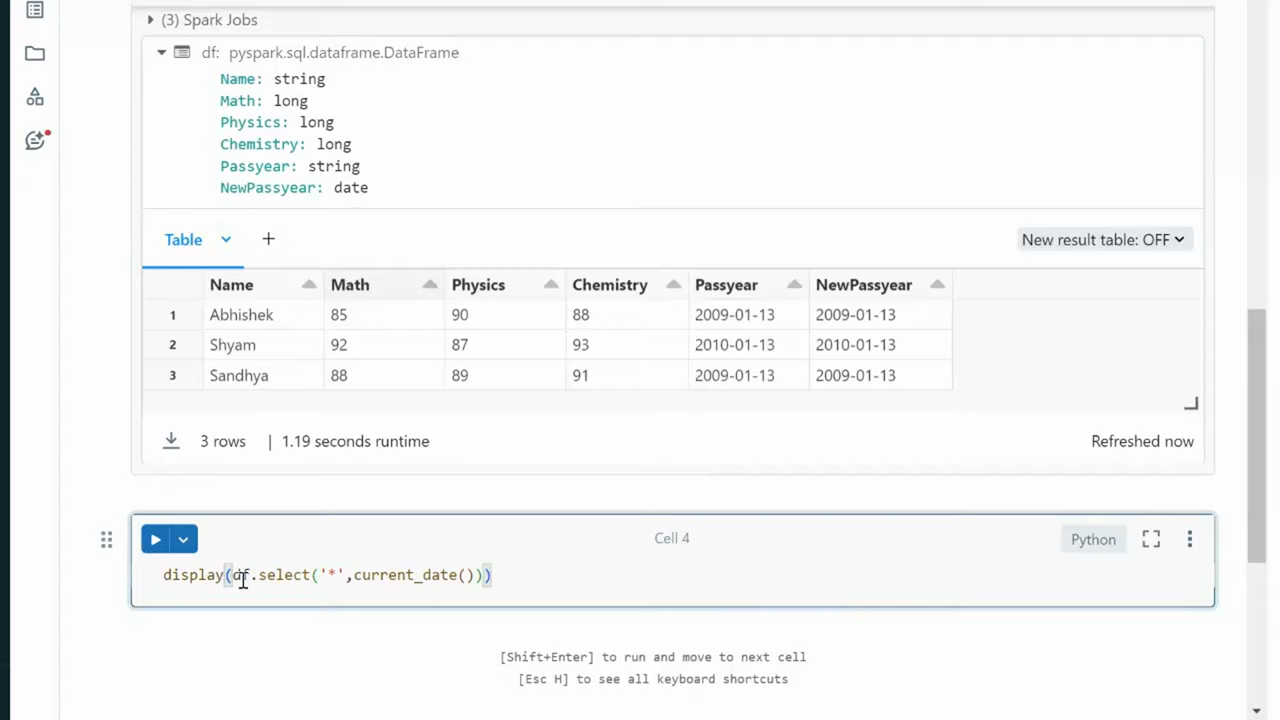 (3) Spark Jobs
df: pyspark.sql.dataframe.DataFrame
Name: string
Math: long
Physics: long
Chemistry: long
Passyear: string
NewPassyear: date
Table + New result table: OFF
Name Math Physics Chemistry Passyear NewPassyear
1 Abhishek 85 90 88 2009-01-13 2009-01-13
2 Shyam 92 87 93 2010-01-13 2010-01-13
3 Sandhya 88 89 91 2009-01-13 2009-01-13
3 rows | 1.19 seconds runtime Refreshed now
Cell 4 Python
display(df.select('*',current_date()))
[Shift+Enter] to run and move to next cell
[Esc H] to see all keyboard shortcuts